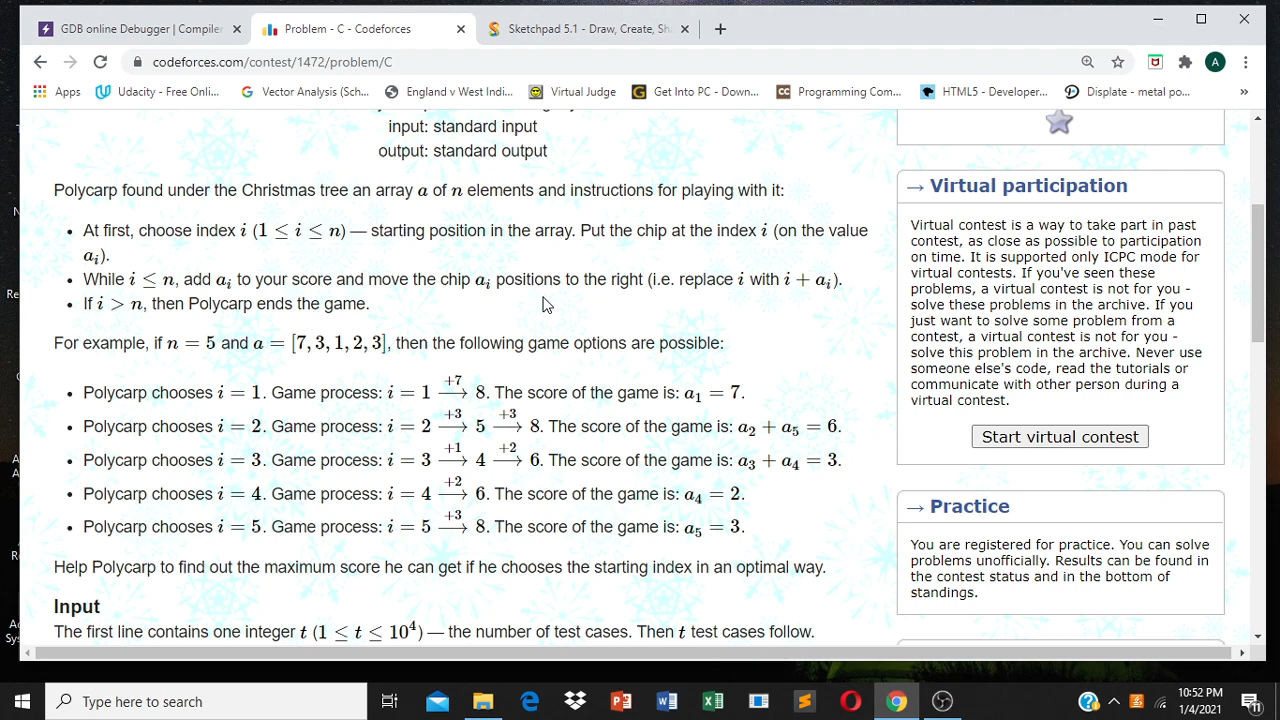 GDB online Debugger | Compiler
Problem - C - Codeforces
Sketchpad 5.1 - Draw, Create, Sha
codeforces.com/contest/1472/problem/C
A
Apps
Udacity - Free Onli...
Vector Analysis (Sch...
England v West Indi...
Virtual Judge
Get Into PC - Down...
Programming Com...
HTML5 - Developer...
Displate - metal po...
»
input: standard input
output: standard output
Polycarp found under the Christmas tree an array a of n elements and instructions for playing with it:
• At first, choose index i (1 ≤ i ≤ n) — starting position in the array. Put the chip at the index i (on the value
aᵢ).
• While i ≤ n, add aᵢ to your score and move the chip aᵢ positions to the right (i.e. replace i with i + aᵢ).
• If i > n, then Polycarp ends the game.
For example, if n = 5 and a = [7, 3, 1, 2, 3], then the following game options are possible:
• Polycarp chooses i = 1. Game process: i = 1 +7⟶ 8. The score of the game is: a₁ = 7.
• Polycarp chooses i = 2. Game process: i = 2 +3⟶ 5 +3⟶ 8. The score of the game is: a₂ + a₅ = 6.
• Polycarp chooses i = 3. Game process: i = 3 +1⟶ 4 +2⟶ 6. The score of the game is: a₃ + a₄ = 3.
• Polycarp chooses i = 4. Game process: i = 4 +2⟶ 6. The score of the game is: a₄ = 2.
• Polycarp chooses i = 5. Game process: i = 5 +3⟶ 8. The score of the game is: a₅ = 3.
Help Polycarp to find out the maximum score he can get if he chooses the starting index in an optimal way.
Input
The first line contains one integer t (1 ≤ t ≤ 10⁴) — the number of test cases. Then t test cases follow.
→ Virtual participation
Virtual contest is a way to take part in past
contest, as close as possible to participation
on time. It is supported only ICPC mode for
virtual contests. If you've seen these
problems, a virtual contest is not for you -
solve these problems in the archive. If you
just want to solve some problem from a
contest, a virtual contest is not for you -
solve this problem in the archive. Never use
someone else's code, read the tutorials or
communicate with other person during a
virtual contest.
Start virtual contest
→ Practice
You are registered for practice. You can solve
problems unofficially. Results can be found in
the contest status and in the bottom of
standings.
Type here to search
10:52 PM
1/4/2021
11